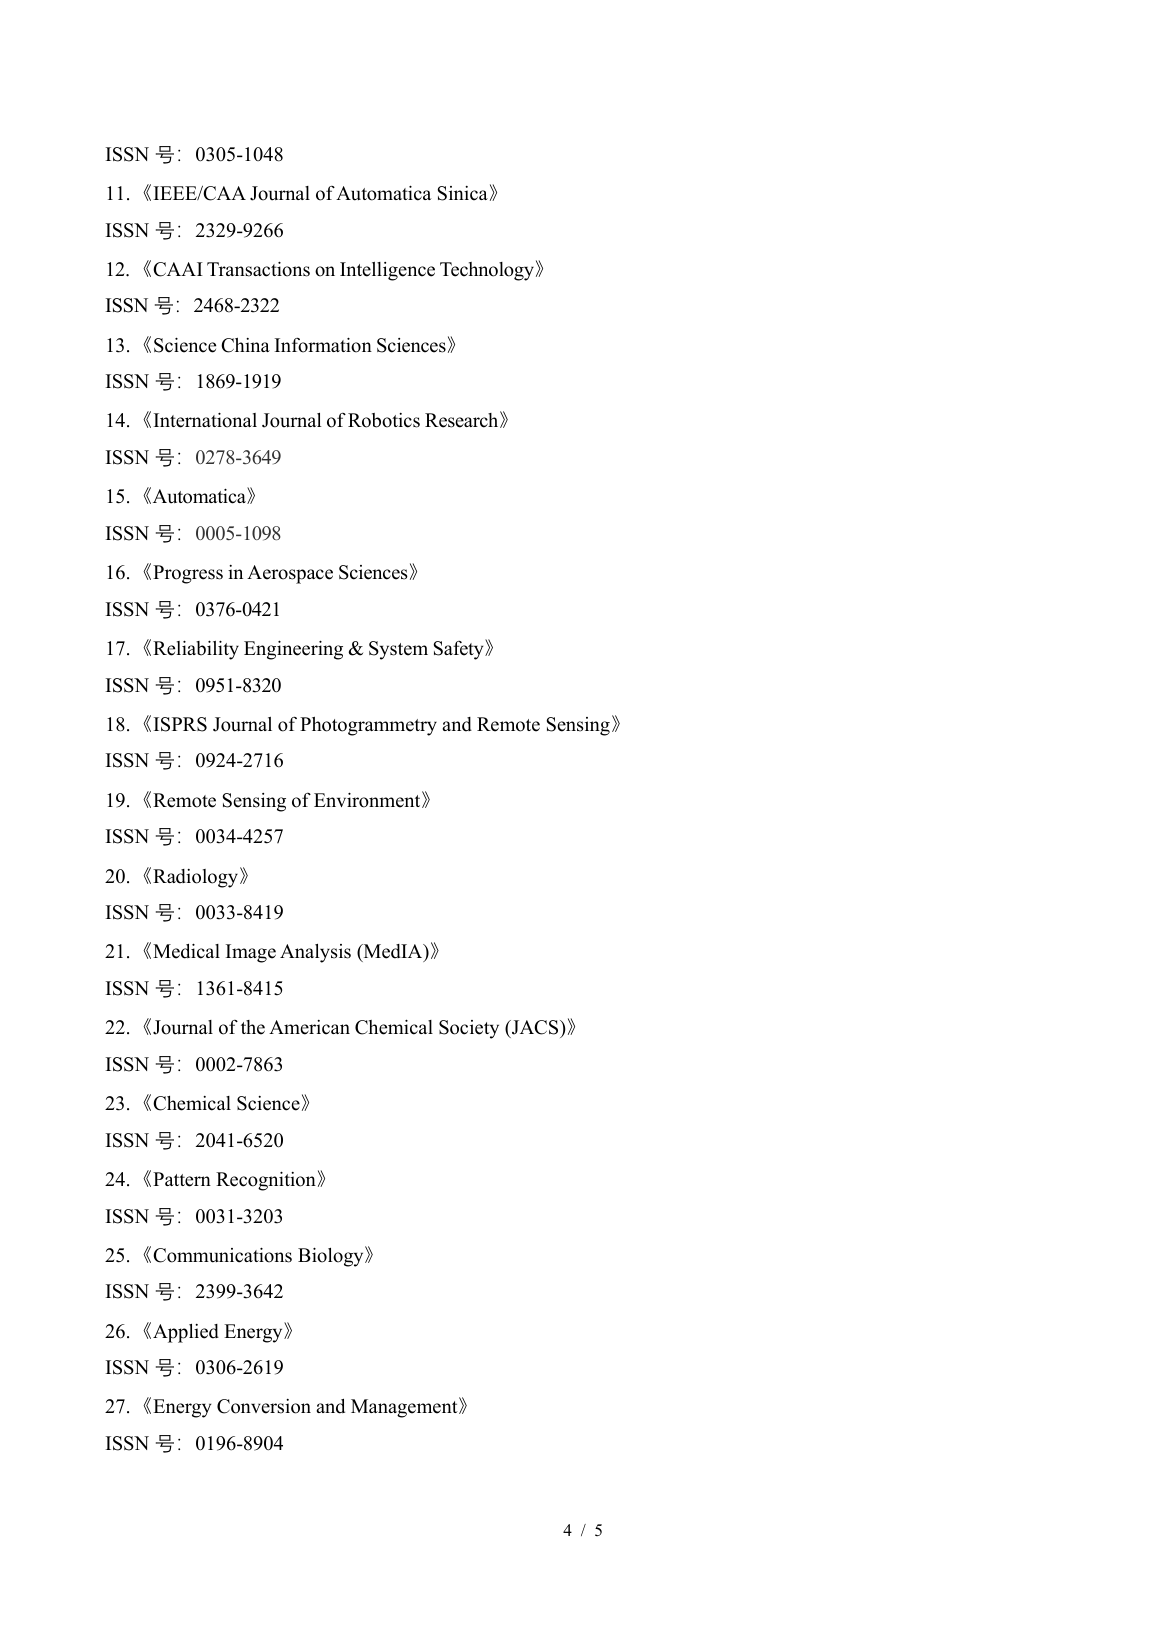 ISSN 号：0305-1048
11.《IEEE/CAA Journal of Automatica Sinica》
ISSN 号：2329-9266
12.《CAAI Transactions on Intelligence Technology》
ISSN 号：2468-2322
13.《Science China Information Sciences》
ISSN 号：1869-1919
14.《International Journal of Robotics Research》
ISSN 号：0278-3649
15.《Automatica》
ISSN 号：0005-1098
16.《Progress in Aerospace Sciences》
ISSN 号：0376-0421
17.《Reliability Engineering & System Safety》
ISSN 号：0951-8320
18.《ISPRS Journal of Photogrammetry and Remote Sensing》
ISSN 号：0924-2716
19.《Remote Sensing of Environment》
ISSN 号：0034-4257
20.《Radiology》
ISSN 号：0033-8419
21.《Medical Image Analysis (MedIA)》
ISSN 号：1361-8415
22.《Journal of the American Chemical Society (JACS)》
ISSN 号：0002-7863
23.《Chemical Science》
ISSN 号：2041-6520
24.《Pattern Recognition》
ISSN 号：0031-3203
25.《Communications Biology》
ISSN 号：2399-3642
26.《Applied Energy》
ISSN 号：0306-2619
27.《Energy Conversion and Management》
ISSN 号：0196-8904
4 / 5